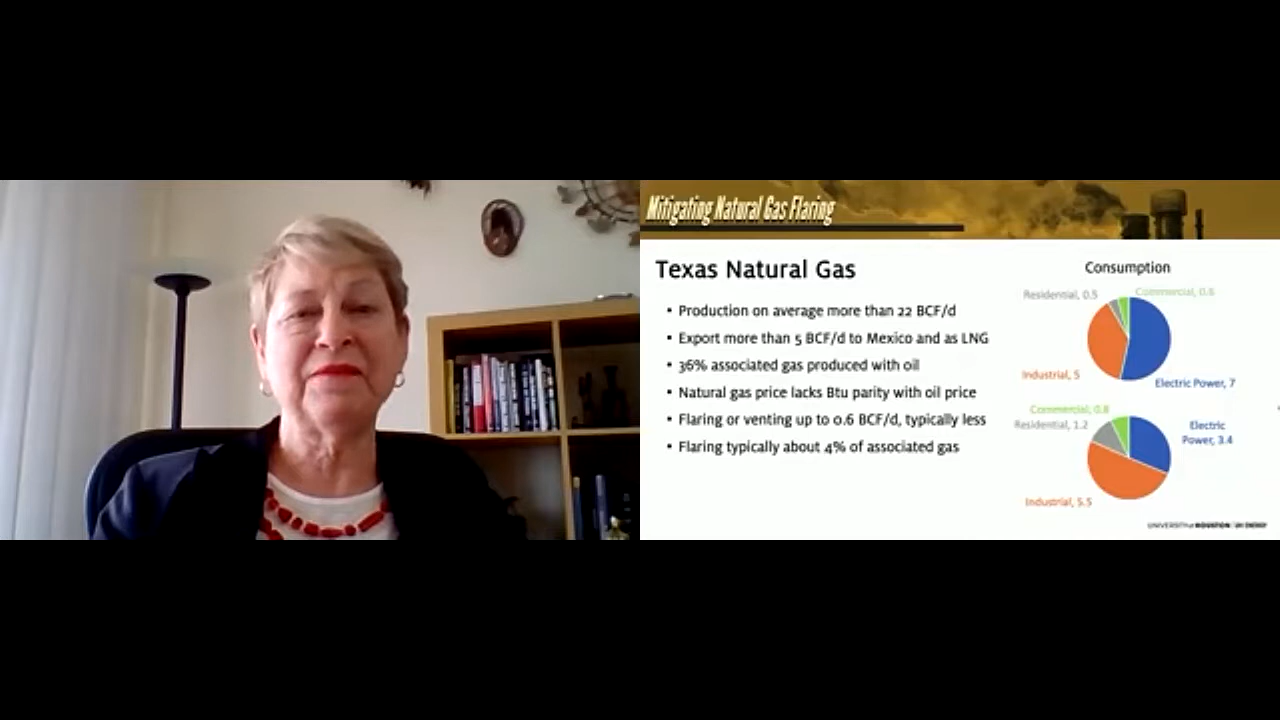 Mitigating Natural Gas Flaring
Texas Natural Gas
• Production on average more than 22 BCF/d
• Export more than 5 BCF/d to Mexico and as LNG
• 36% associated gas produced with oil
• Natural gas price lacks Btu parity with oil price
• Flaring or venting up to 0.6 BCF/d, typically less
• Flaring typically about 4% of associated gas
Consumption
Residential, 0.5
Commercial, 0.6
Industrial, 5
Electric Power, 7
Commercial, 0.8
Residential, 1.2
Electric
Power, 3.4
Industrial, 5.5
UNIVERSITY of HOUSTON | UH ENERGY